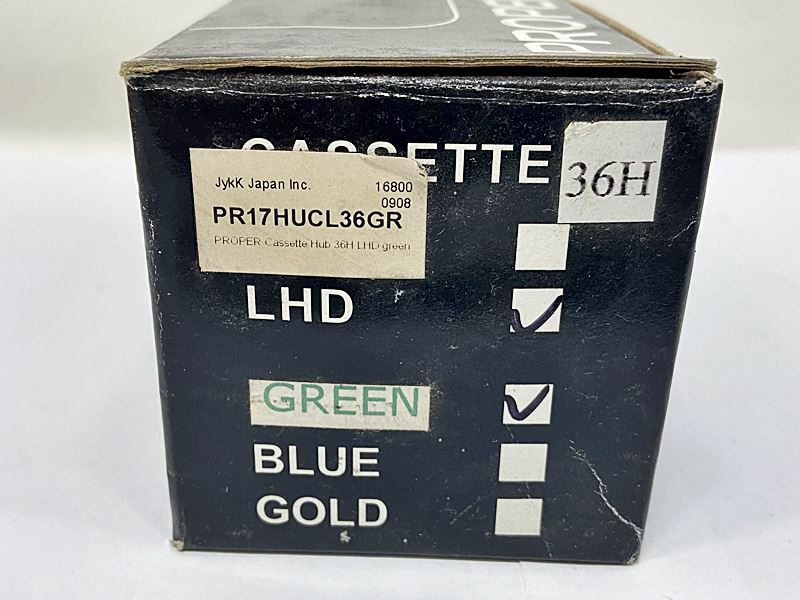 PROPER
CASSETTE 36H
JykK Japan Inc. 16800
0908
PR17HUCL36GR
PROPER Cassette Hub 36H LHD green
LHD
GREEN
BLUE
GOLD